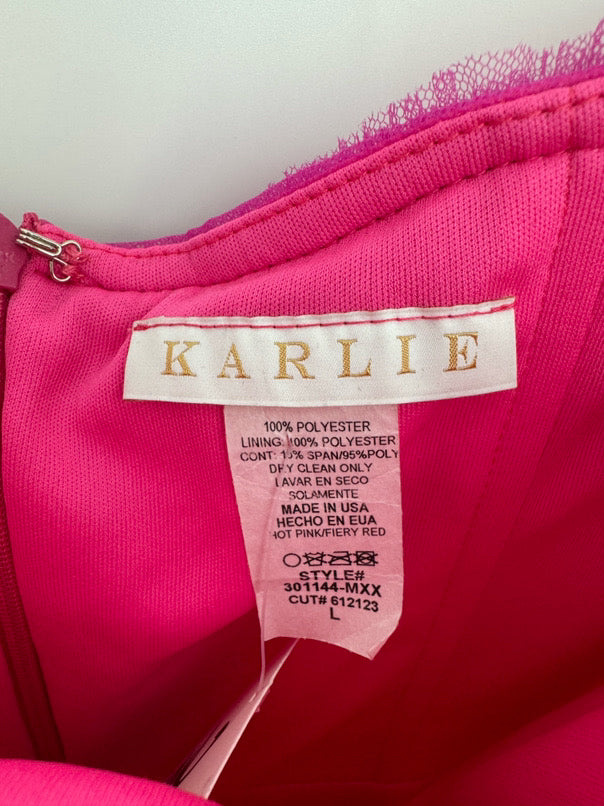 KARLIE
100% POLYESTER
LINING: 100% POLYESTER
CONT: 15% SPAN/95%POLY
DRY CLEAN ONLY
LAVAR EN SECO
SOLAMENTE
MADE IN USA
HECHO EN EUA
HOT PINK/FIERY RED
STYLE#
301144-MXX
CUT# 612123
L